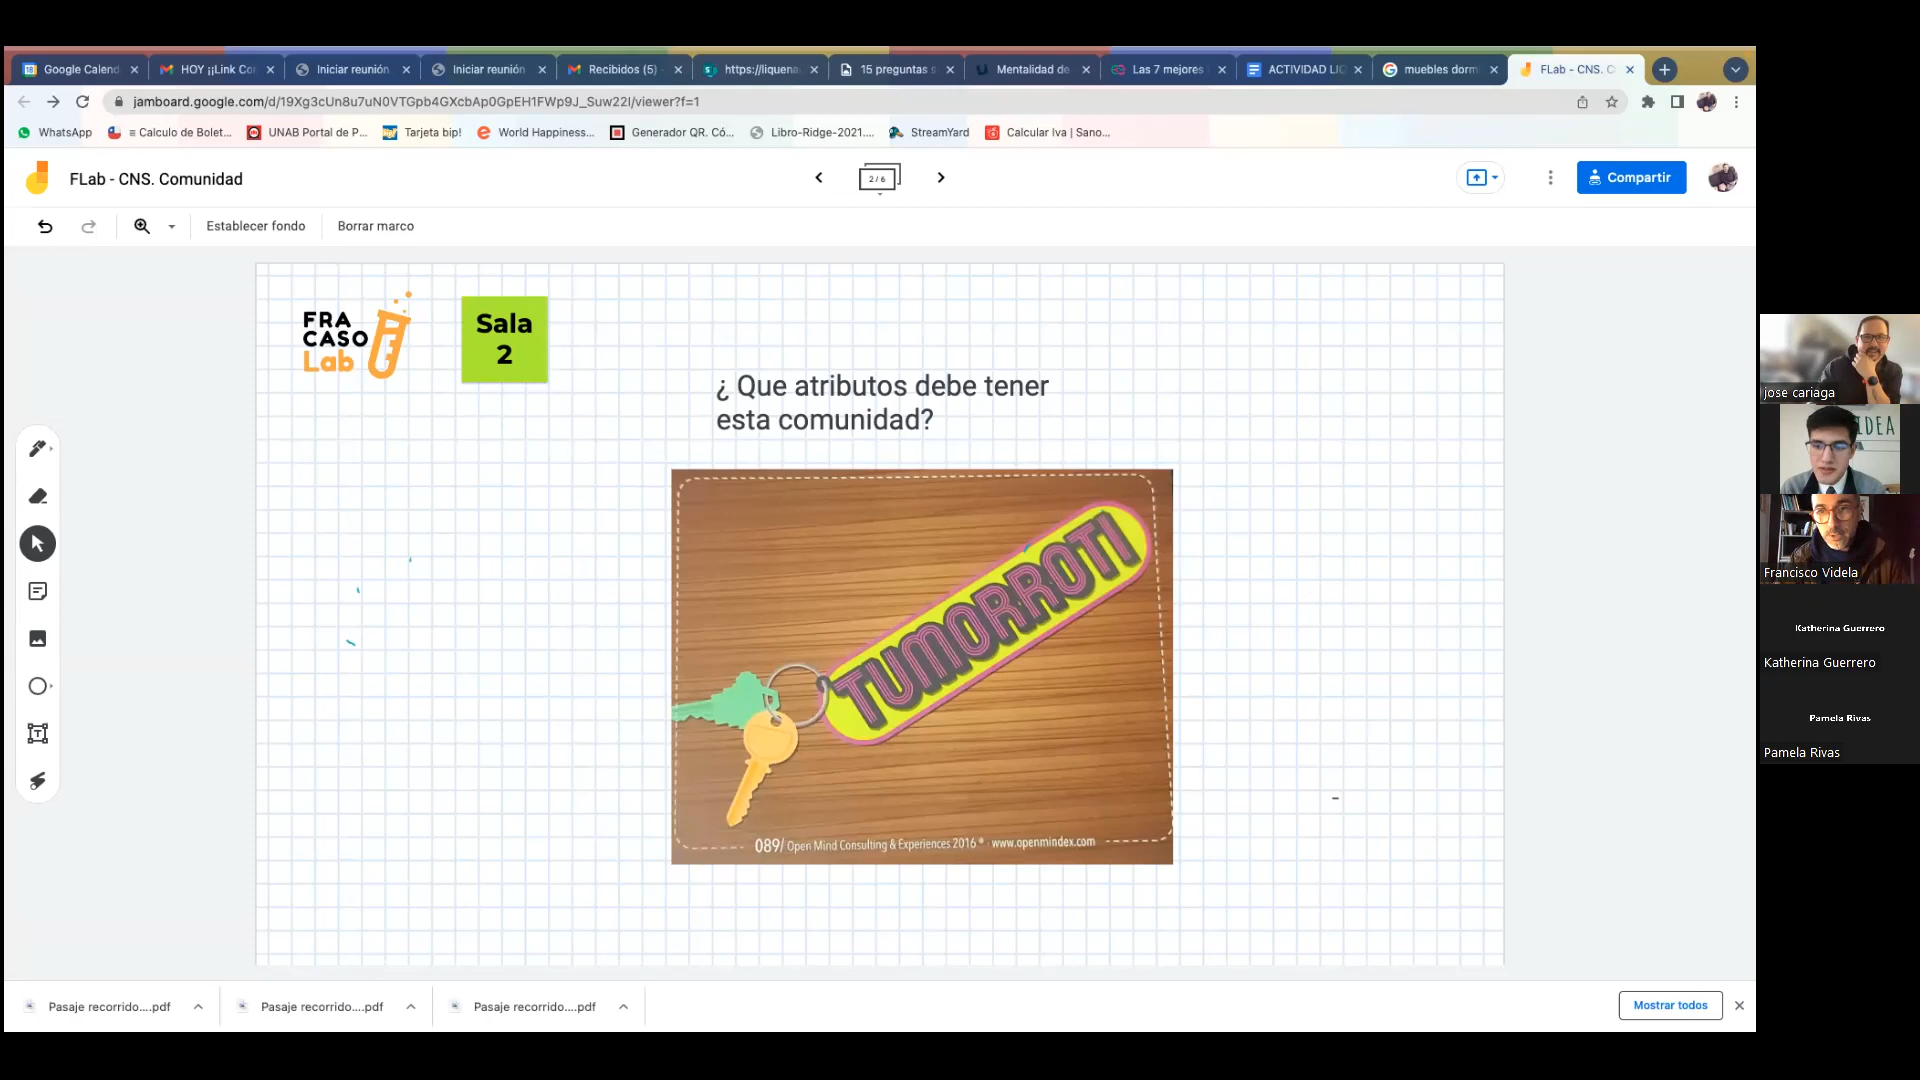 Google Calend
HOY ¡¡Link Co
Iniciar reunión
Iniciar reunión
Recibidos (5)
https://liquena
15 preguntas s
Mentalidad de
Las 7 mejores
ACTIVIDAD LIQ
muebles dorm
FLab - CNS. C
jamboard.google.com/d/19Xg3cUn8u7uN0VTGpb4GXcbAp0GpEH1FWp9J_Suw22I/viewer?f=1
WhatsApp
= Calculo de Bolet...
UNAB Portal de P...
Tarjeta bip!
World Happiness...
Generador QR. Có...
Libro-Ridge-2021....
StreamYard
Calcular Iva | Sano...
FLab - CNS. Comunidad
2 / 6
Compartir
Establecer fondo
Borrar marco
FRA
CASO
Lab
Sala
2
¿ Que atributos debe tener
esta comunidad?
TUMORROTI
089/ Open Mind Consulting & Experiences 2016 ® · www.openmindex.com
jose cariaga
IDEA
Francisco Videla
Katherina Guerrero
Katherina Guerrero
Pamela Rivas
Pamela Rivas
Pasaje recorrido....pdf
Pasaje recorrido....pdf
Pasaje recorrido....pdf
Mostrar todos